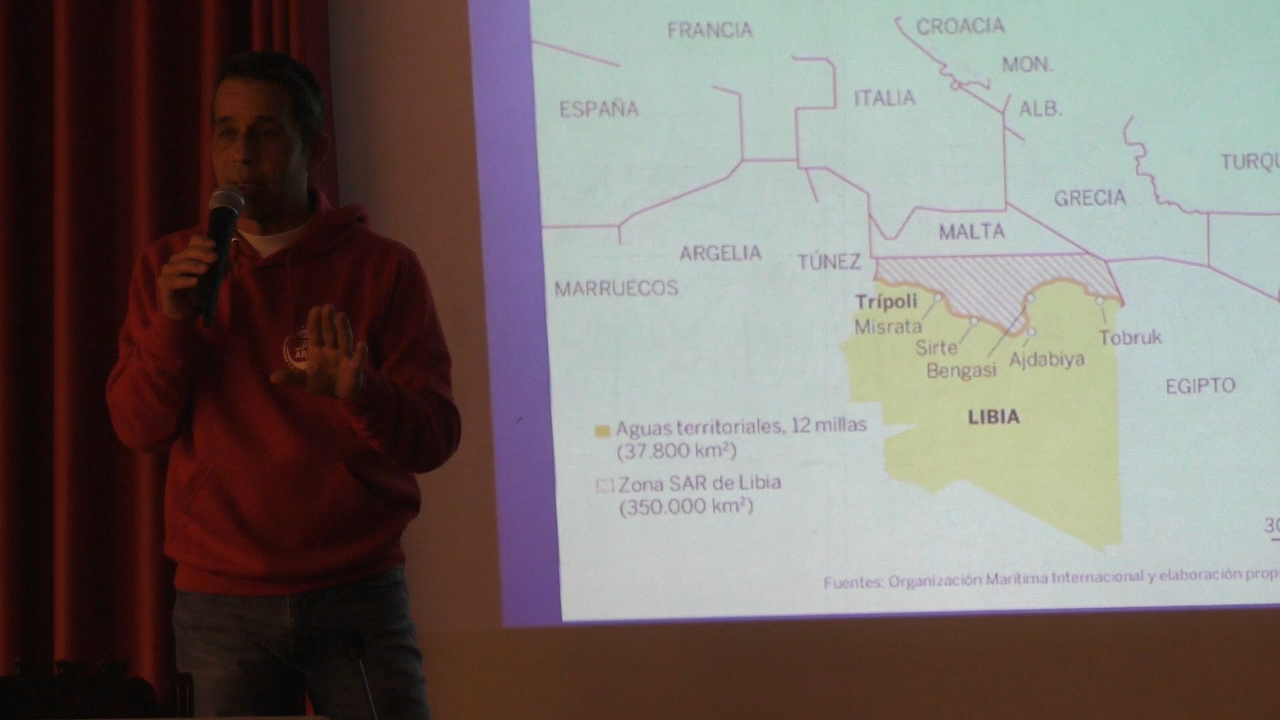 FRANCIA
CROACIA
MON.
ESPAÑA
ITALIA
ALB.
TURQU
GRECIA
MALTA
ARGELIA
TÚNEZ
MARRUECOS
Trípoli
Misrata
Sirte
Bengasi
Ajdabiya
Tobruk
EGIPTO
LIBIA
Aguas territoriales, 12 millas
(37.800 km²)
Zona SAR de Libia
(350.000 km²)
Fuentes: Organización Marítima Internacional y elaboración prop